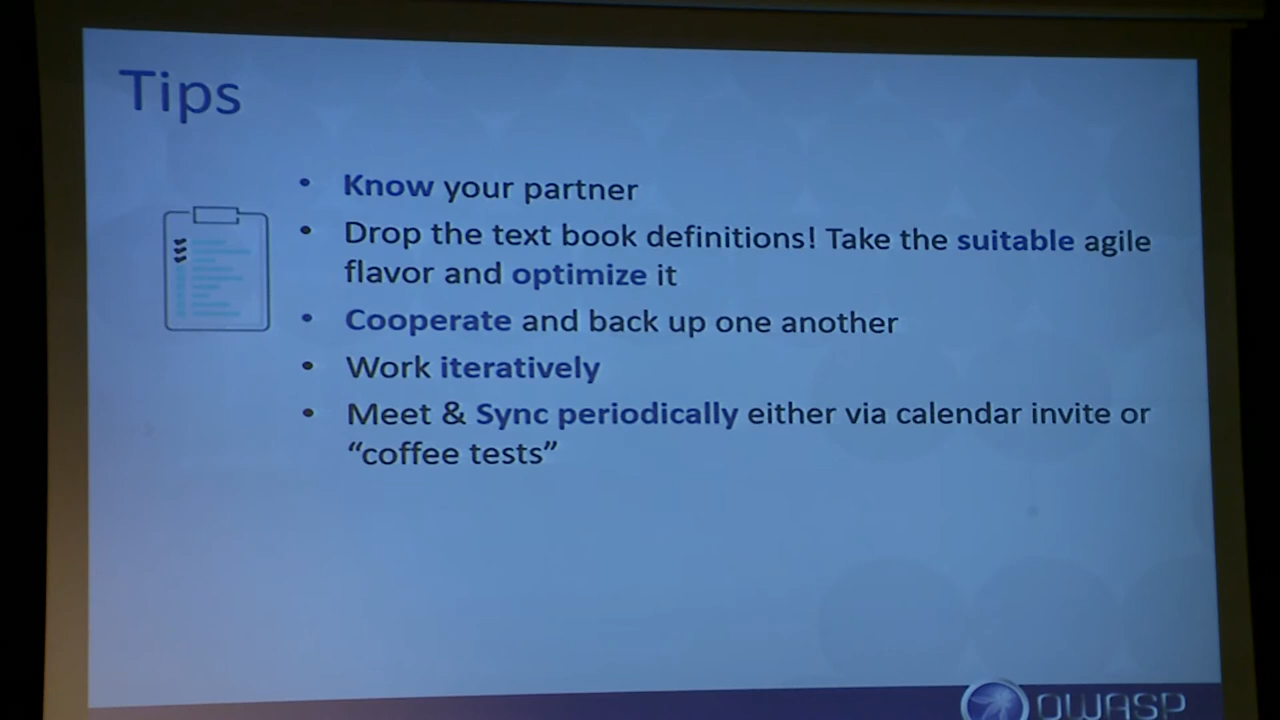 Tips
• Know your partner
• Drop the text book definitions! Take the suitable agile
flavor and optimize it
• Cooperate and back up one another
• Work iteratively
• Meet & Sync periodically either via calendar invite or
“coffee tests”
OWASP